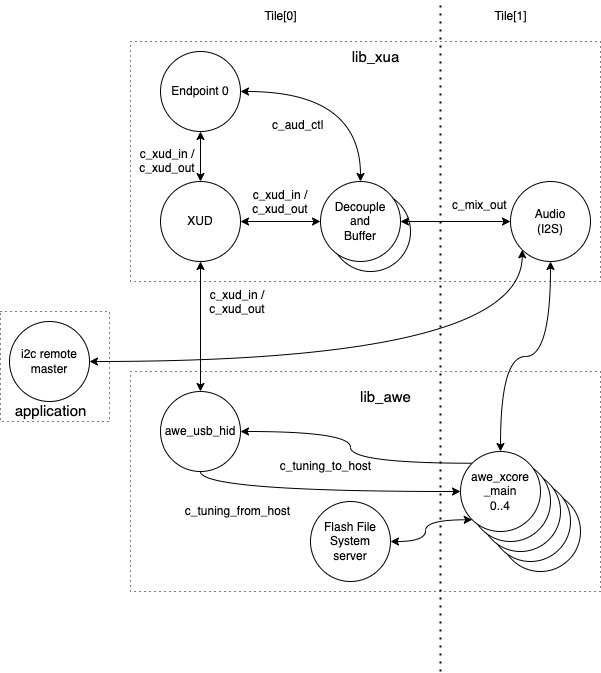 Tile[0]
Tile[1]
lib_xua
Endpoint 0
c_aud_ctl
c_xud_in /
c_xud_out
XUD
c_xud_in /
c_xud_out
Decouple
and
Buffer
c_mix_out
Audio
(I2S)
c_xud_in /
c_xud_out
i2c remote
master
application
lib_awe
awe_usb_hid
c_tuning_to_host
c_tuning_from_host
awe_xcore
_main
0..4
Flash File
System
server